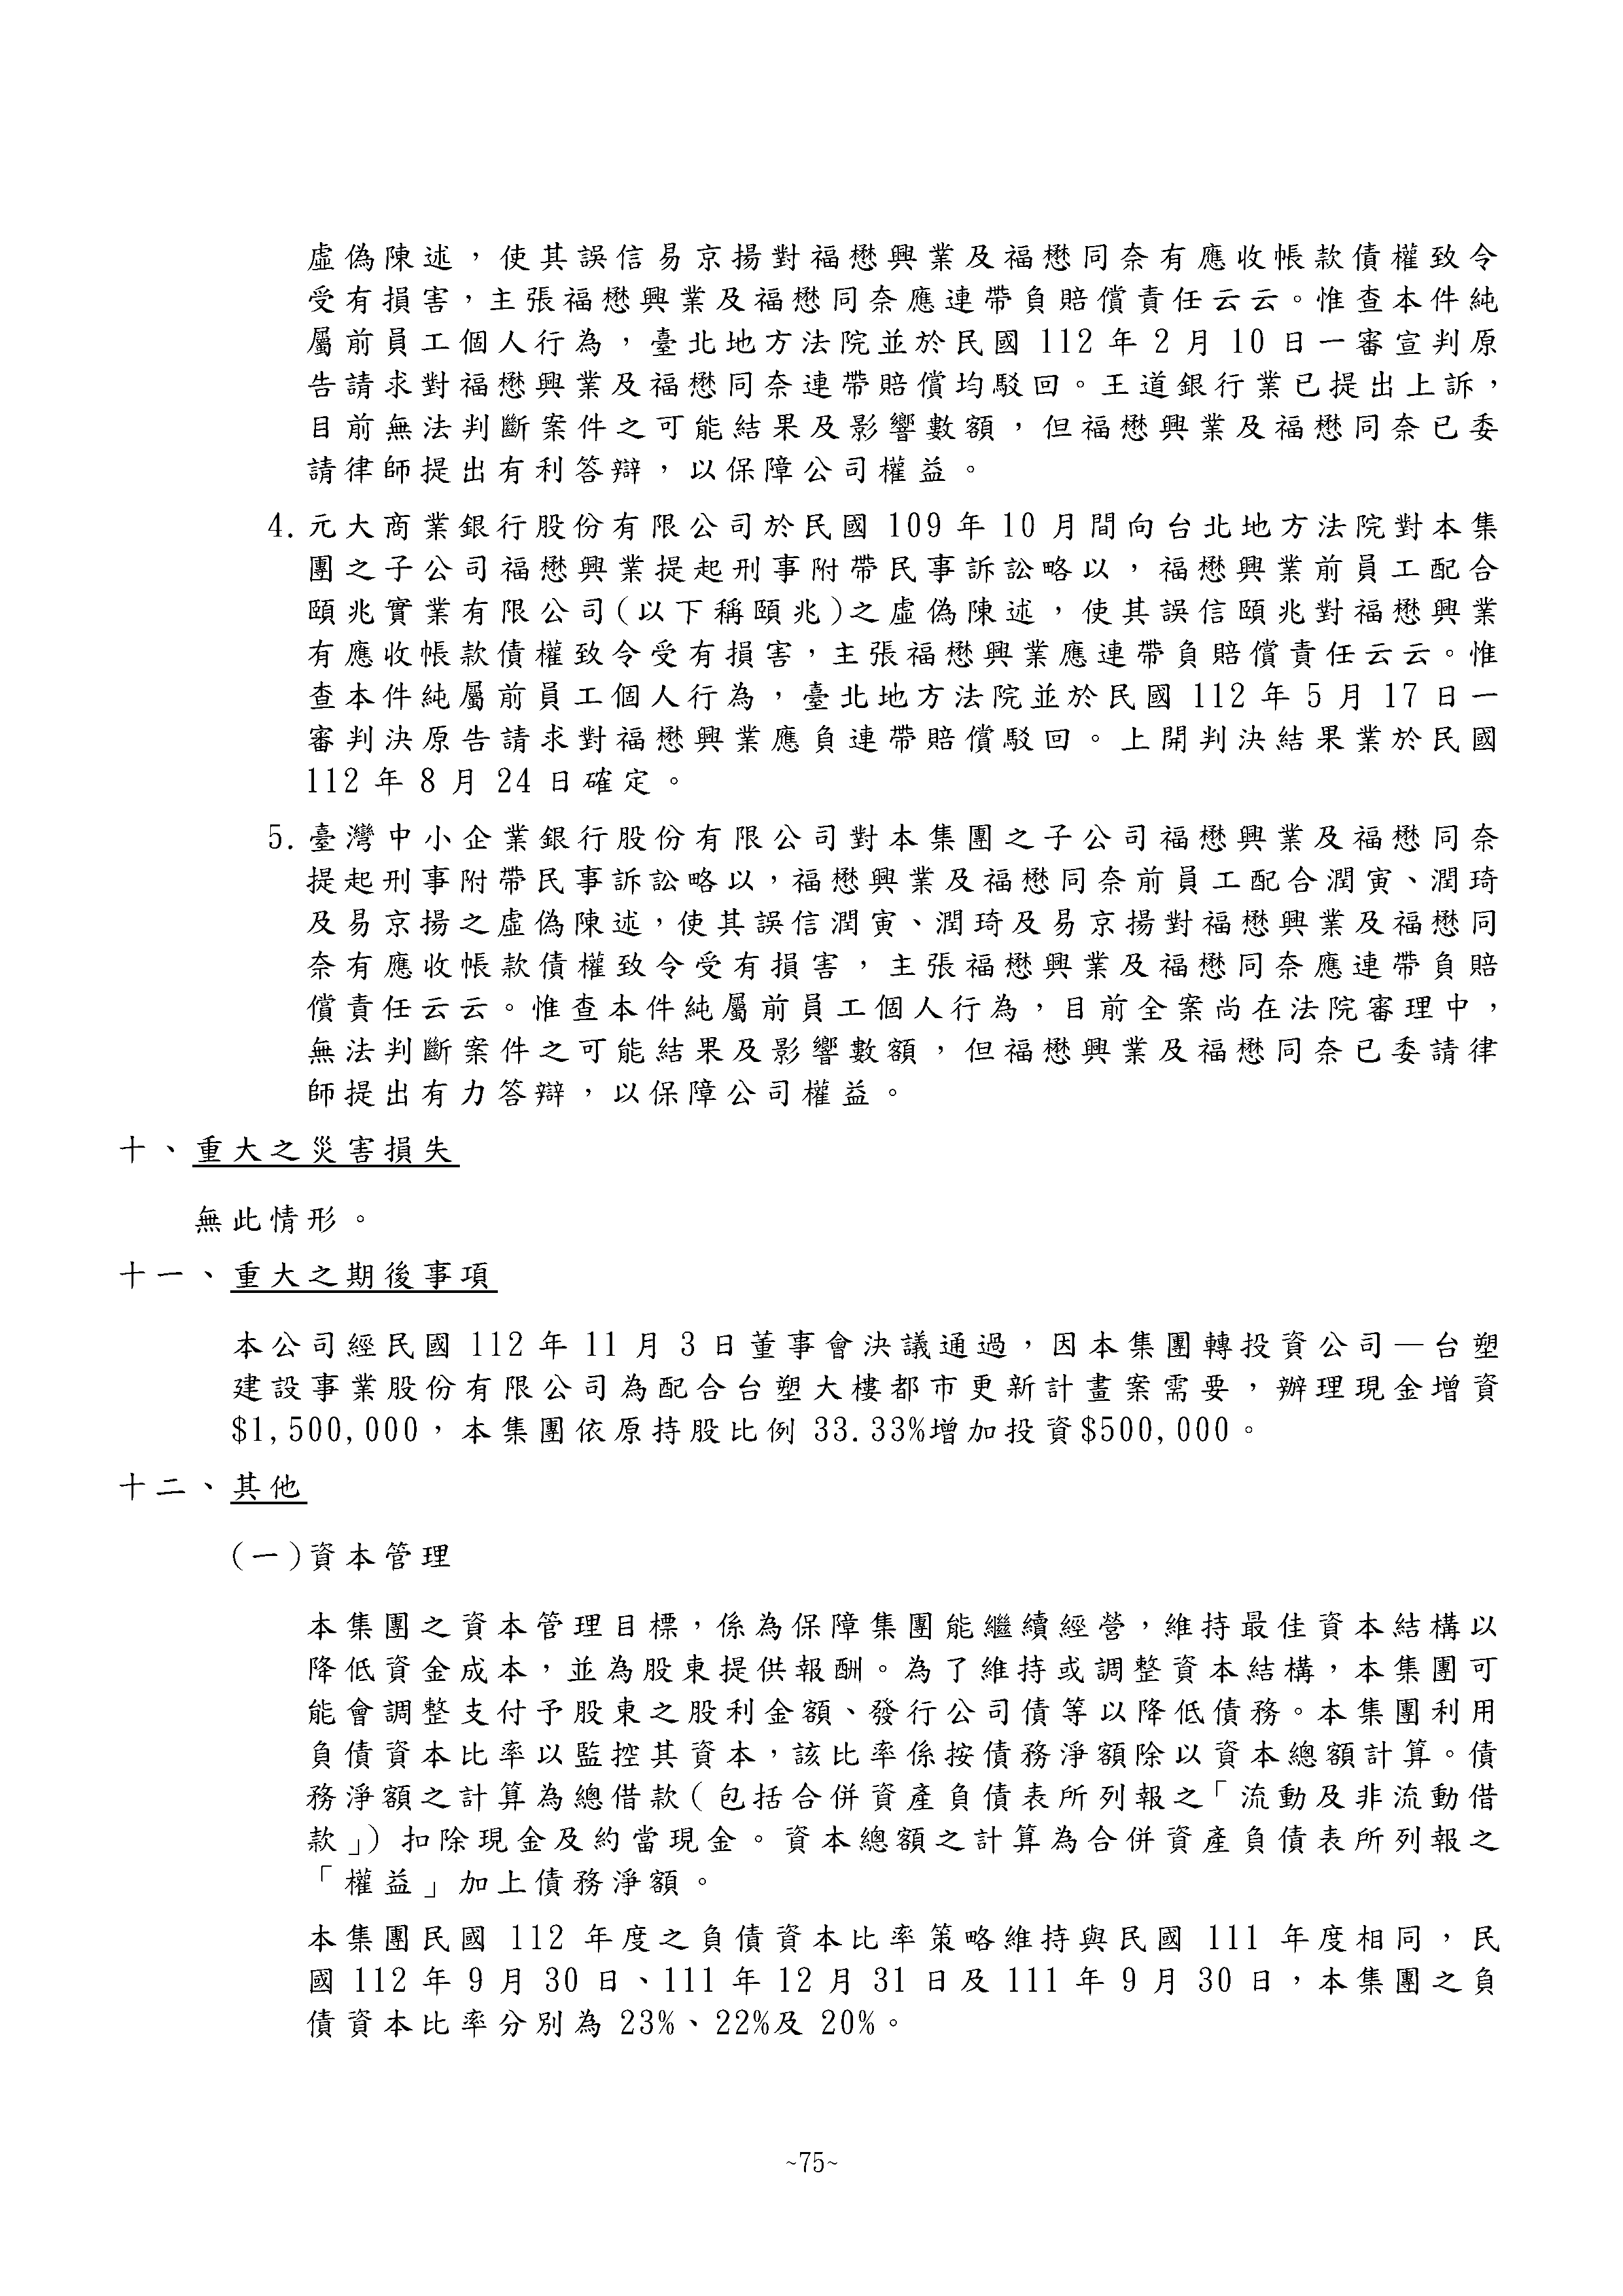 虛偽陳述，使其誤信易京揚對福懋興業及福懋同奈有應收帳款債權致令
受有損害，主張福懋興業及福懋同奈應連帶負賠償責任云云。惟查本件純
屬前員工個人行為，臺北地方法院並於民國 112 年 2 月 10 日一審宣判原
告請求對福懋興業及福懋同奈連帶賠償均駁回。王道銀行業已提出上訴，
目前無法判斷案件之可能結果及影響數額，但福懋興業及福懋同奈已委
請律師提出有利答辯，以保障公司權益。
4.元大商業銀行股份有限公司於民國 109 年 10 月間向台北地方法院對本集
團之子公司福懋興業提起刑事附帶民事訴訟略以，福懋興業前員工配合
頤兆實業有限公司(以下稱頤兆)之虛偽陳述，使其誤信頤兆對福懋興業
有應收帳款債權致令受有損害，主張福懋興業應連帶負賠償責任云云。惟
查本件純屬前員工個人行為，臺北地方法院並於民國 112 年 5 月 17 日一
審判決原告請求對福懋興業應負連帶賠償駁回。上開判決結果業於民國
112 年 8 月 24 日確定。
5.臺灣中小企業銀行股份有限公司對本集團之子公司福懋興業及福懋同奈
提起刑事附帶民事訴訟略以，福懋興業及福懋同奈前員工配合潤寅、潤琦
及易京揚之虛偽陳述，使其誤信潤寅、潤琦及易京揚對福懋興業及福懋同
奈有應收帳款債權致令受有損害，主張福懋興業及福懋同奈應連帶負賠
償責任云云。惟查本件純屬前員工個人行為，目前全案尚在法院審理中，
無法判斷案件之可能結果及影響數額，但福懋興業及福懋同奈已委請律
師提出有力答辯，以保障公司權益。
十、重大之災害損失
無此情形。
十一、重大之期後事項
本公司經民國 112 年 11 月 3 日董事會決議通過，因本集團轉投資公司—台塑
建設事業股份有限公司為配合台塑大樓都市更新計畫案需要，辦理現金增資
$1,500,000，本集團依原持股比例 33.33%增加投資$500,000。
十二、其他
(一)資本管理
本集團之資本管理目標，係為保障集團能繼續經營，維持最佳資本結構以
降低資金成本，並為股東提供報酬。為了維持或調整資本結構，本集團可
能會調整支付予股東之股利金額、發行公司債等以降低債務。本集團利用
負債資本比率以監控其資本，該比率係按債務淨額除以資本總額計算。債
務淨額之計算為總借款(包括合併資產負債表所列報之「流動及非流動借
款」)扣除現金及約當現金。資本總額之計算為合併資產負債表所列報之
「權益」加上債務淨額。
本集團民國 112 年度之負債資本比率策略維持與民國 111 年度相同，民
國 112 年 9 月 30 日、111 年 12 月 31 日及 111 年 9 月 30 日，本集團之負
債資本比率分別為 23%、22%及 20%。
~75~